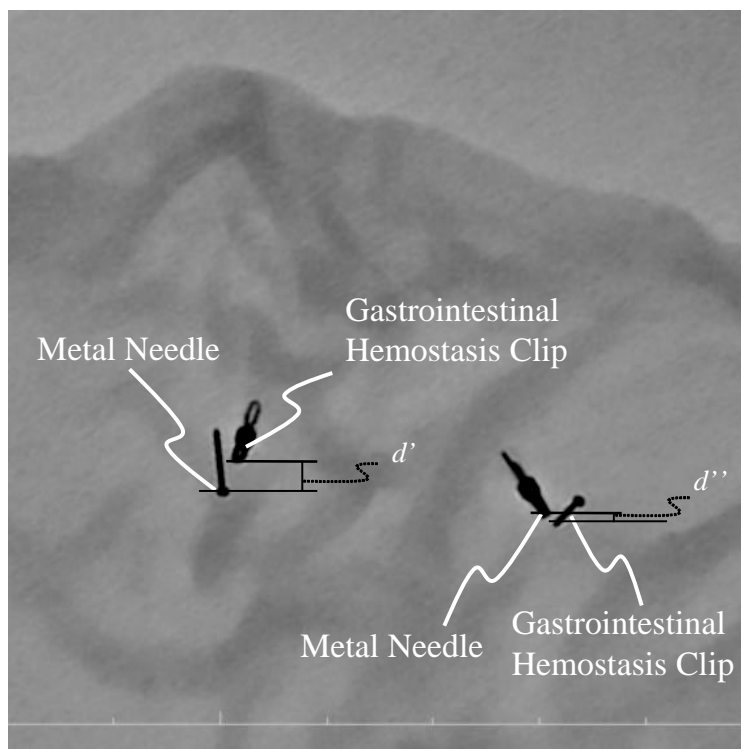 Gastrointestinal
Hemostasis Clip
Metal Needle
d'
d''
Metal Needle
Gastrointestinal
Hemostasis Clip